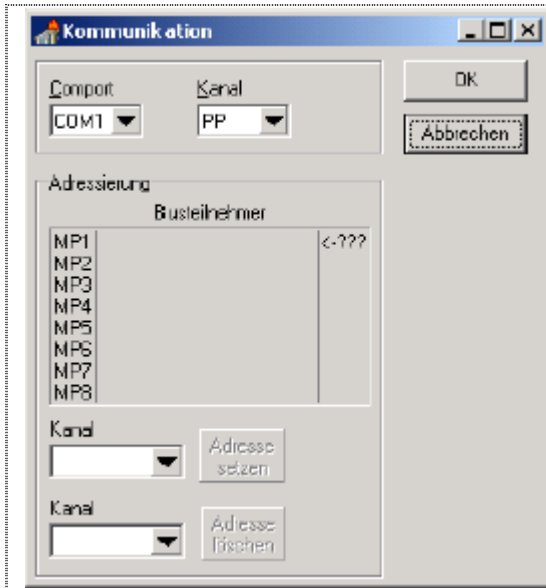 Kommunikation
Comport Kanal OK
COM1 PP Abbrechen
Adressierung
Busteilnehmer
MP1 <-???
MP2
MP3
MP4
MP5
MP6
MP7
MP8
Kanal
Adresse
setzen
Kanal
Adresse
löschen